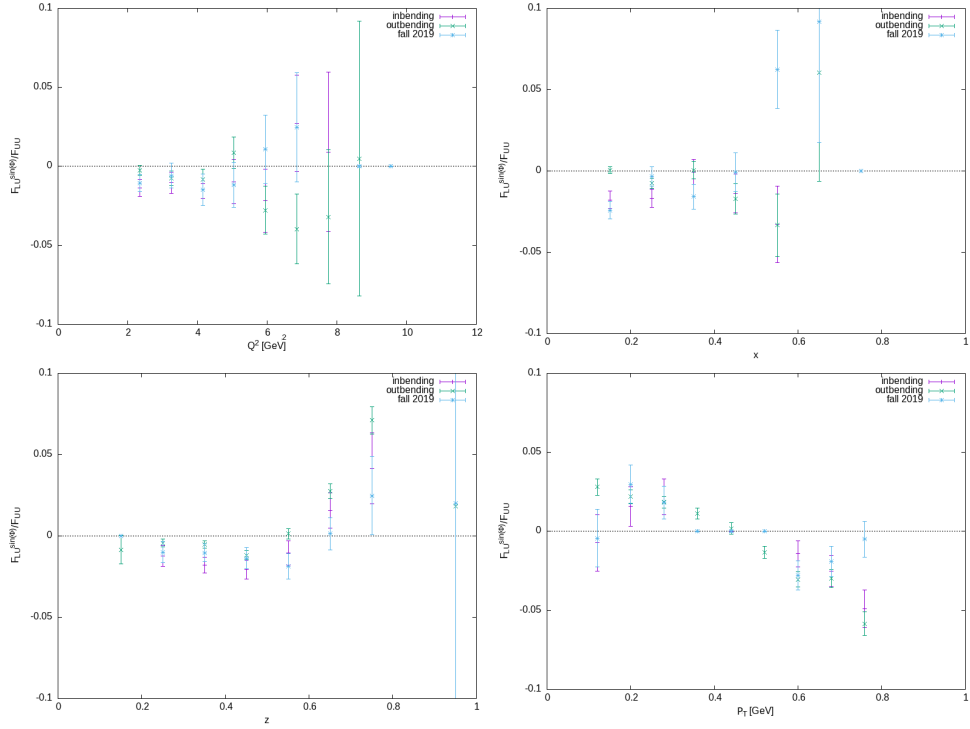 0.1
0.05
0
-0.05
-0.1
0 2 4 6 8 10 12
F_LU^sin(Φ)/F_UU
Q² [GeV]²
inbending
outbending
fall 2019
0.1
0.05
0
-0.05
-0.1
0 0.2 0.4 0.6 0.8 1
F_LU^sin(Φ)/F_UU
x
inbending
outbending
fall 2019
0.1
0.05
0
-0.05
-0.1
0 0.2 0.4 0.6 0.8 1
F_LU^sin(Φ)/F_UU
z
inbending
outbending
fall 2019
0.1
0.05
0
-0.05
-0.1
0 0.2 0.4 0.6 0.8 1
F_LU^sin(Φ)/F_UU
P_T [GeV]
inbending
outbending
fall 2019